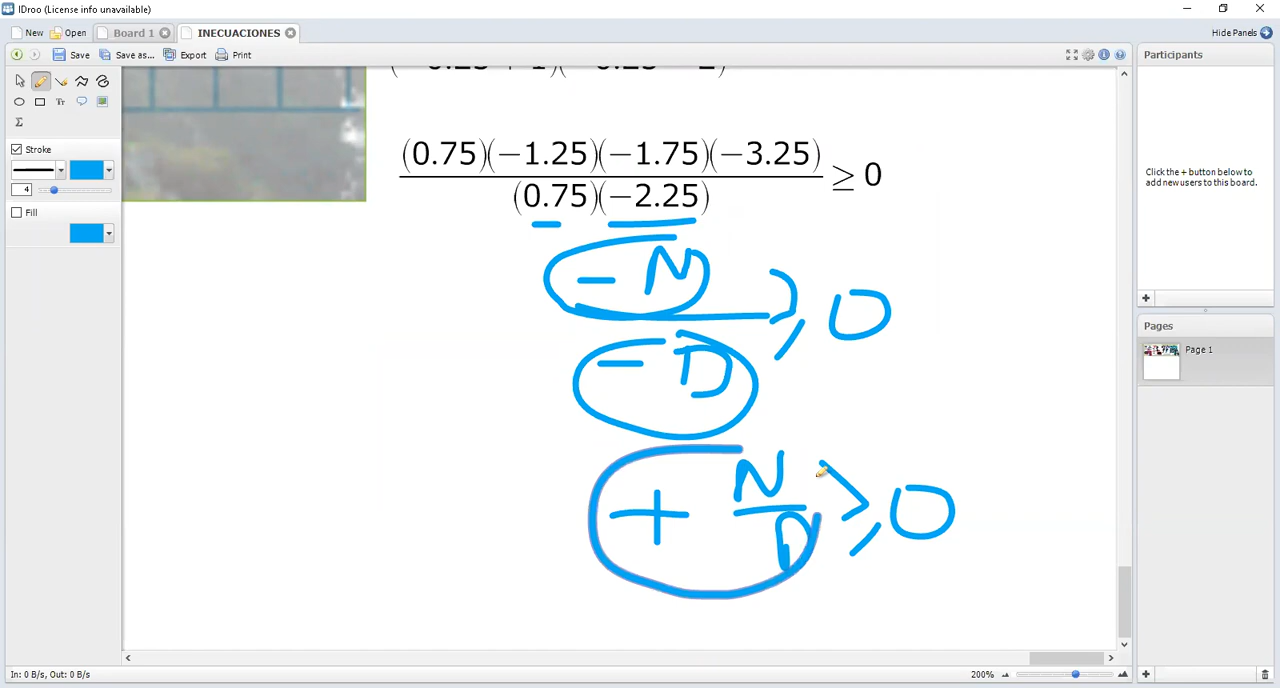 IDroo (License info unavailable)
New Open Board 1 INECUACIONES Hide Panels
Save Save as... Export Print
Participants
Tr
Σ
Stroke
4
Fill
(0.75)(−1.25)(−1.75)(−3.25)
≥ 0
(0.75)(−2.25)
− N
≥ 0
− D
+ N
≥ 0
D
Click the + button below to
add new users to this board.
Pages
Page 1
In: 0 B/s, Out: 0 B/s 200%